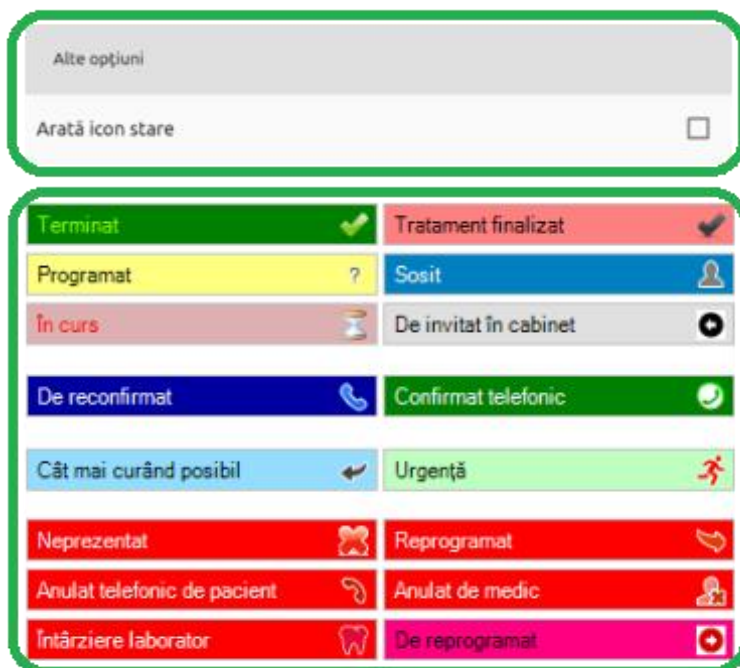 Alte opțiuni
Arată icon stare
Terminat
Tratament finalizat
Programat ?
Sosit
În curs
De invitat în cabinet
De reconfirmat
Confirmat telefonic
Cât mai curând posibil
Urgență
Neprezentat
Reprogramat
Anulat telefonic de pacient
Anulat de medic
Întârziere laborator
De reprogramat